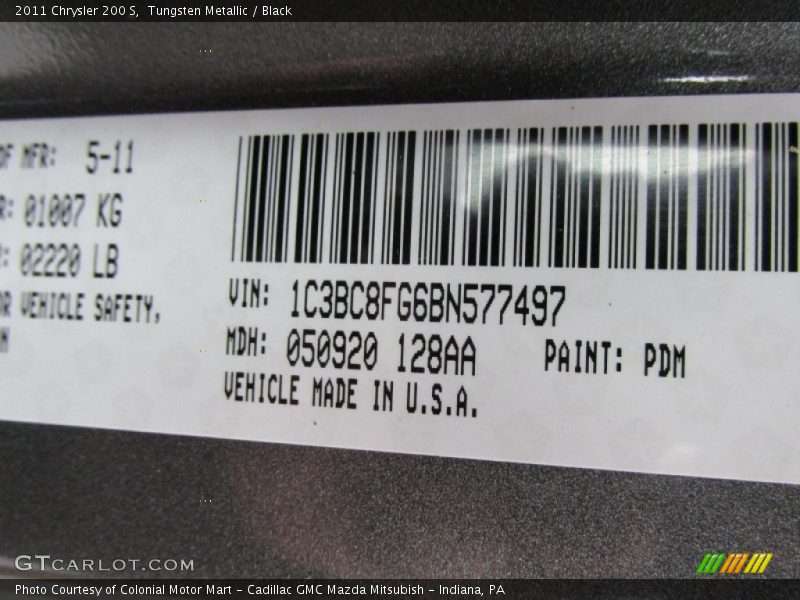 2011 Chrysler 200 S,  Tungsten Metallic / Black
OF MFR: 5-11
R: 01007 KG
: 02220 LB
OR VEHICLE SAFETY,
VIN: 1C3BC8FG6BN577497
MDH: 050920 128AA PAINT: PDM
VEHICLE MADE IN U.S.A.
GTCARLOT.COM
Photo Courtesy of Colonial Motor Mart - Cadillac GMC Mazda Mitsubish - Indiana, PA